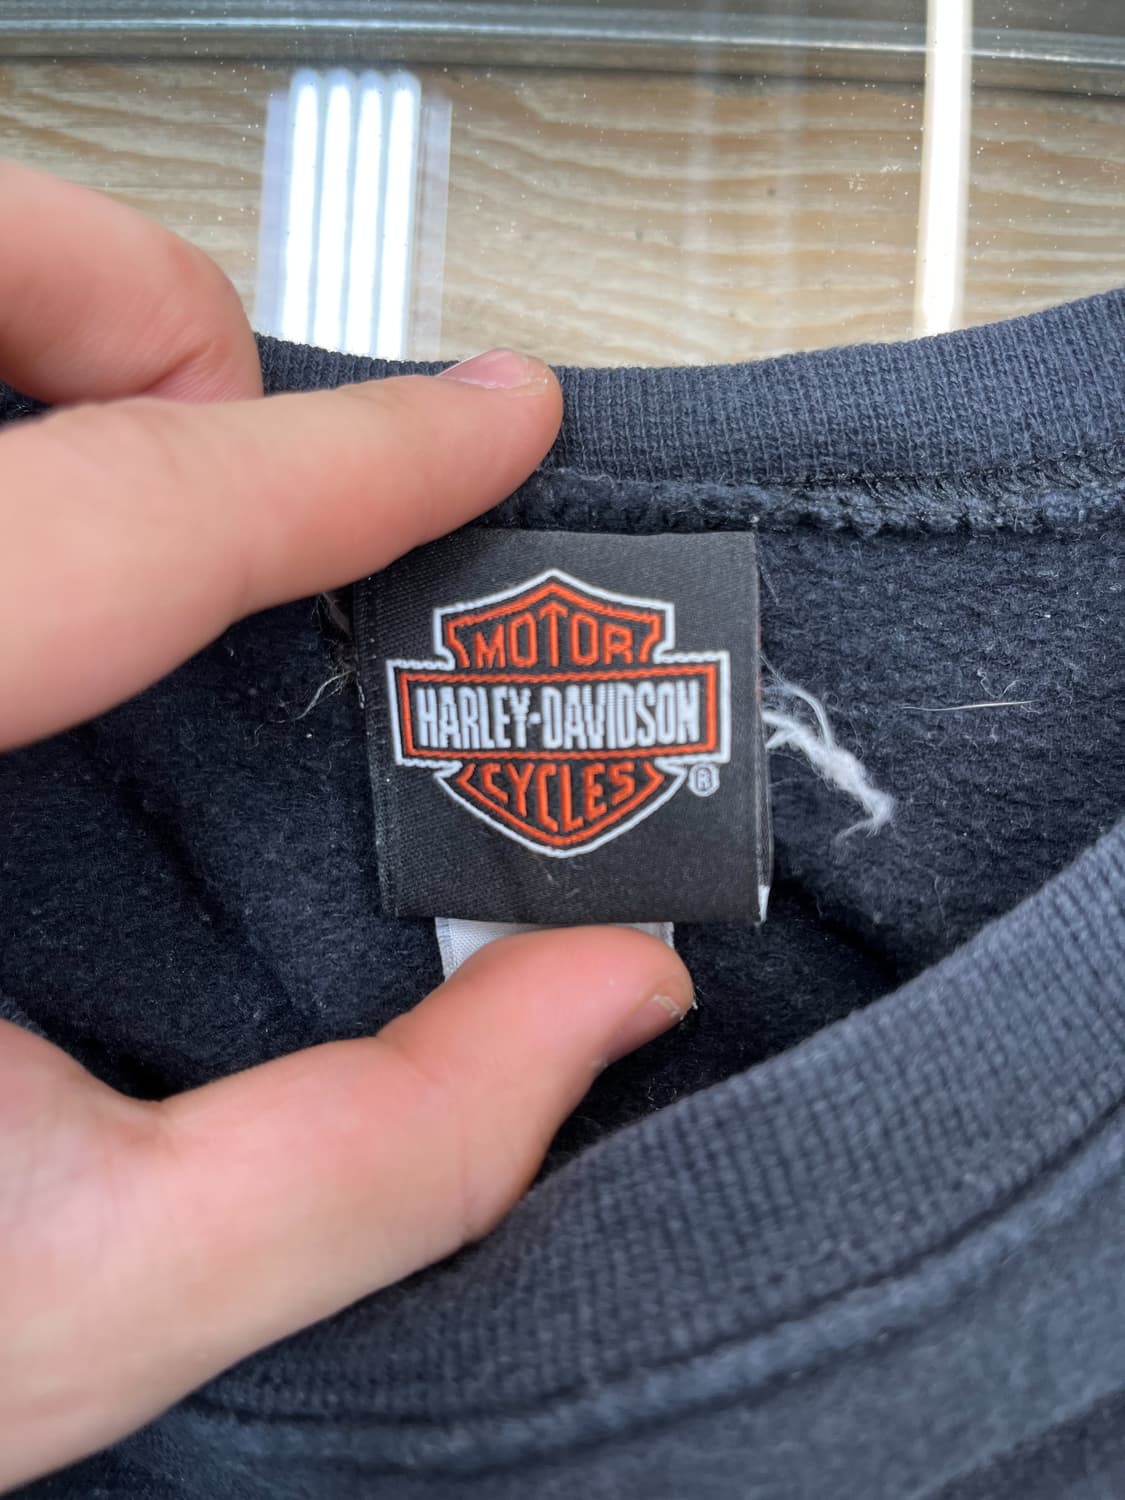 MOTOR
HARLEY-DAVIDSON
CYCLES
®